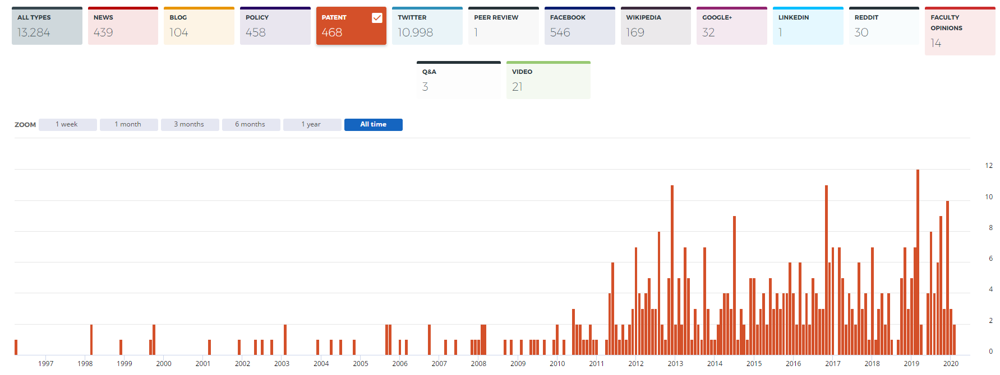 ALL TYPES
13,284
NEWS
439
BLOG
104
POLICY
458
PATENT
468
TWITTER
10,998
PEER REVIEW
1
FACEBOOK
546
WIKIPEDIA
169
GOOGLE+
32
LINKEDIN
1
REDDIT
30
FACULTY
OPINIONS
14
Q&A
3
VIDEO
21
ZOOM 1 week 1 month 3 months 6 months 1 year All time
12
10
8
6
4
2
0
1997 1998 1999 2000 2001 2002 2003 2004 2005 2006 2007 2008 2009 2010 2011 2012 2013 2014 2015 2016 2017 2018 2019 2020